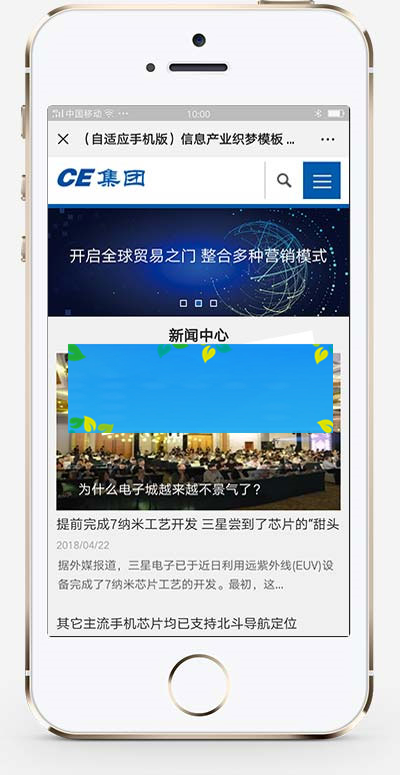 中国移动 10:00
（自适应手机版）信息产业织梦模板 ...
CE 集团
开启全球贸易之门 整合多种营销模式
新闻中心
为什么电子城越来越不景气了？
提前完成7纳米工艺开发 三星尝到了芯片的“甜头
2018/04/22
据外媒报道，三星电子已于近日利用远紫外线(EUV)设
备完成了7纳米芯片工艺的开发。最初，这...
其它主流手机芯片均已支持北斗导航定位